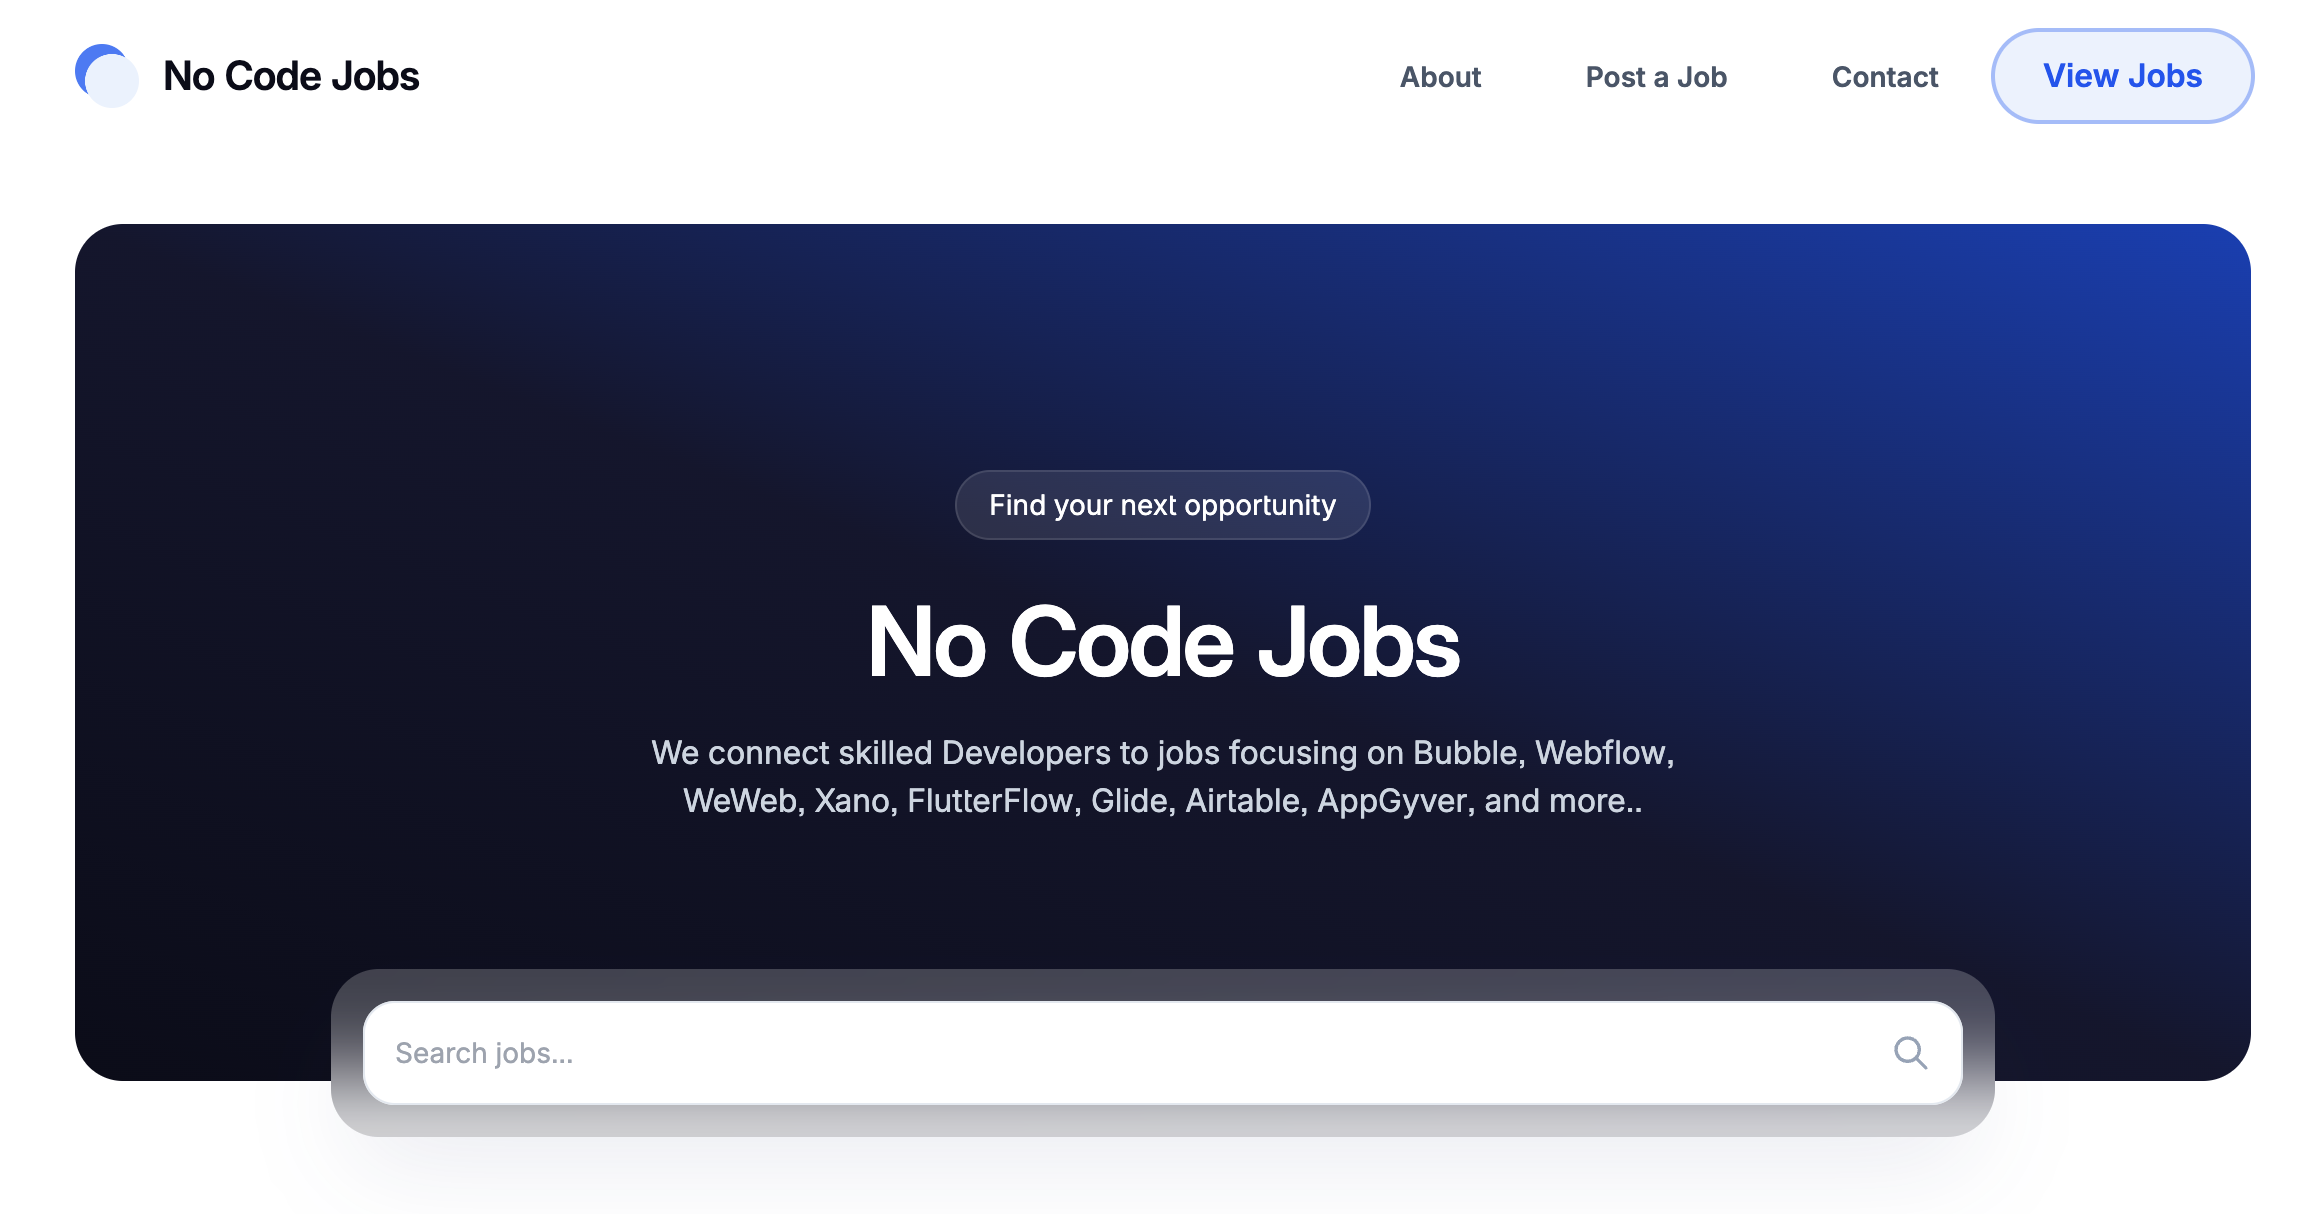 No Code Jobs
About
Post a Job
Contact
View Jobs
Find your next opportunity
No Code Jobs
We connect skilled Developers to jobs focusing on Bubble, Webflow,
WeWeb, Xano, FlutterFlow, Glide, Airtable, AppGyver, and more..
Search jobs...